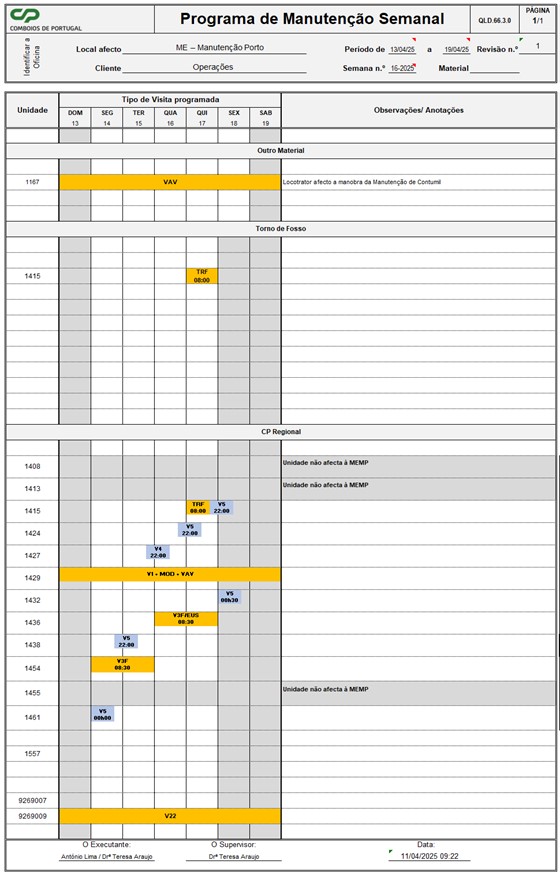 CP
COMBOIOS DE PORTUGAL
Programa de Manutenção Semanal
QLD.66.3.0
PÁGINA
1/1
Identificar a Oficina
Local afecto ME – Manutenção Porto
Período de 13/04/25 a 19/04/25 Revisão n.º 1
Cliente Operações
Semana n.º 16-2025 Material
Unidade Tipo de Visita programada Observações/ Anotações
DOM SEG TER QUA QUI SEX SAB
13 14 15 16 17 18 19
Outro Material
1167 VAV Locotrator afecto a manobra da Manutenção de Contumil
Torno de Fosso
1415 TRF
08:00
CP Regional
1408 Unidade não afecta à MEMP
1413 Unidade não afecta à MEMP
1415 TRF 08:00 V5 22:00
1424 V5 22:00
1427 V4 22:00
1429 VI + MOD + VAV
1432 V5 00h30
1436 V3F/EUS 08:30
1438 V5 22:00
1454 V3F 08:30
1455 Unidade não afecta à MEMP
1461 V5 00h00
1557
9269007
9269009 V22
O Executante: O Supervisor: Data:
António Lima / Drª Teresa Araujo Drª Teresa Araujo 11/04/2025 09:22